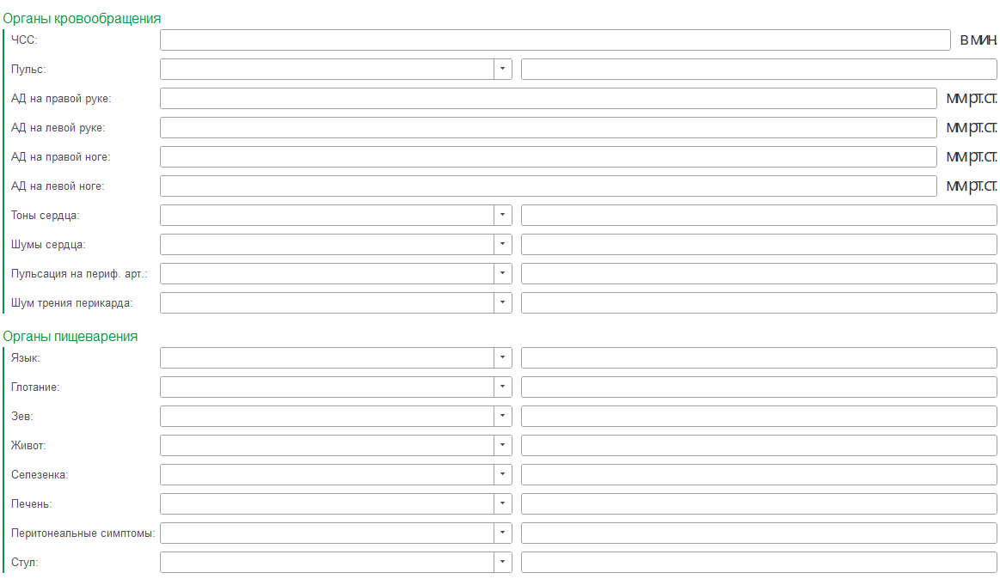 Органы кровообращения
ЧСС: в мин.
Пульс:
АД на правой руке: мм рт.ст.
АД на левой руке: мм рт.ст.
АД на правой ноге: мм рт.ст.
АД на левой ноге: мм рт.ст.
Тоны сердца:
Шумы сердца:
Пульсация на периф. арт.:
Шум трения перикарда:
Органы пищеварения
Язык:
Глотание:
Зев:
Живот:
Селезенка:
Печень:
Перитонеальные симптомы:
Стул: